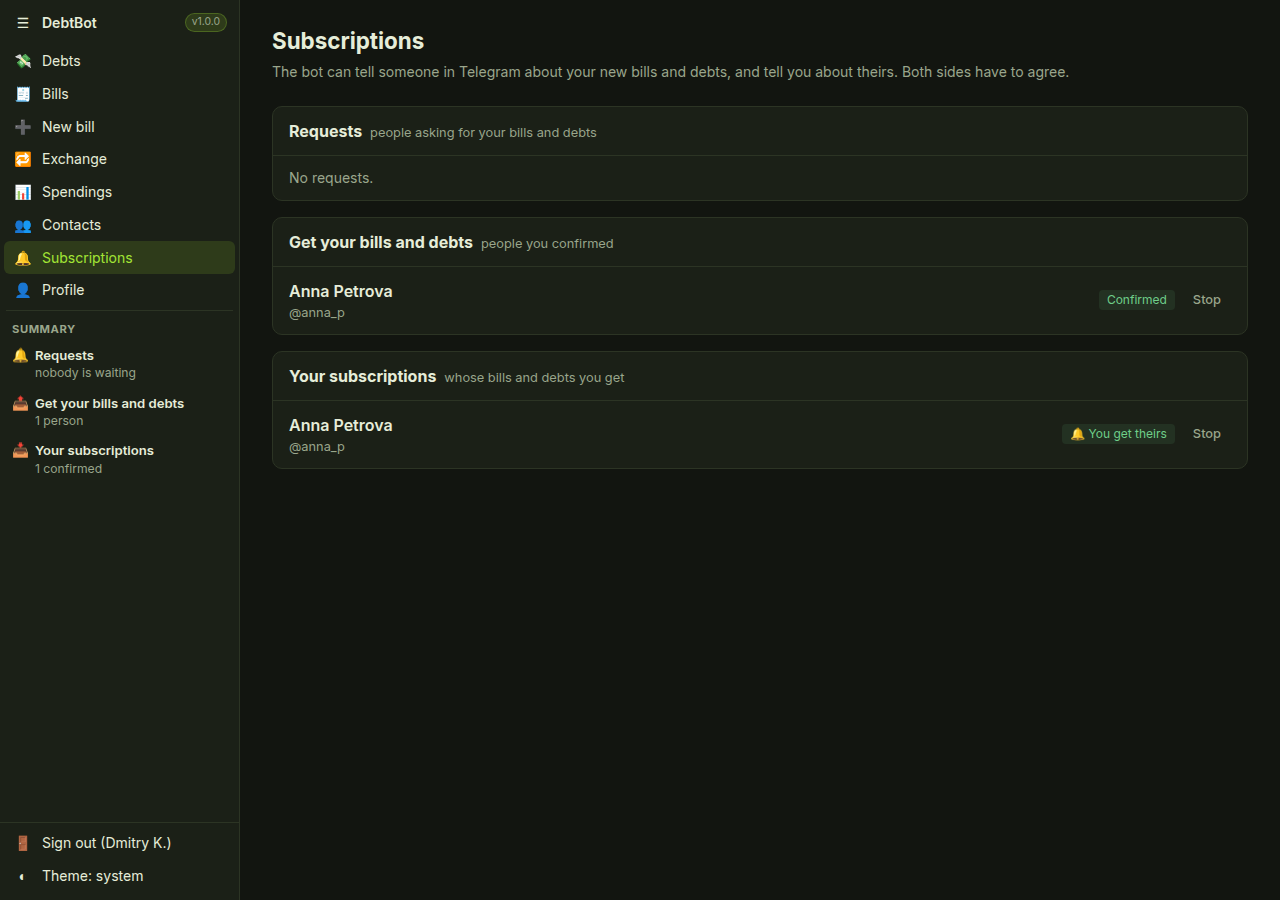 DebtBot v1.0.0
Debts
Bills
New bill
Exchange
Spendings
Contacts
Subscriptions
Profile
SUMMARY
Requests
nobody is waiting
Get your bills and debts
1 person
Your subscriptions
1 confirmed
Sign out (Dmitry K.)
Theme: system
Subscriptions
The bot can tell someone in Telegram about your new bills and debts, and tell you about theirs. Both sides have to agree.
Requests people asking for your bills and debts
No requests.
Get your bills and debts people you confirmed
Anna Petrova
@anna_p
Confirmed Stop
Your subscriptions whose bills and debts you get
Anna Petrova
@anna_p
You get theirs Stop